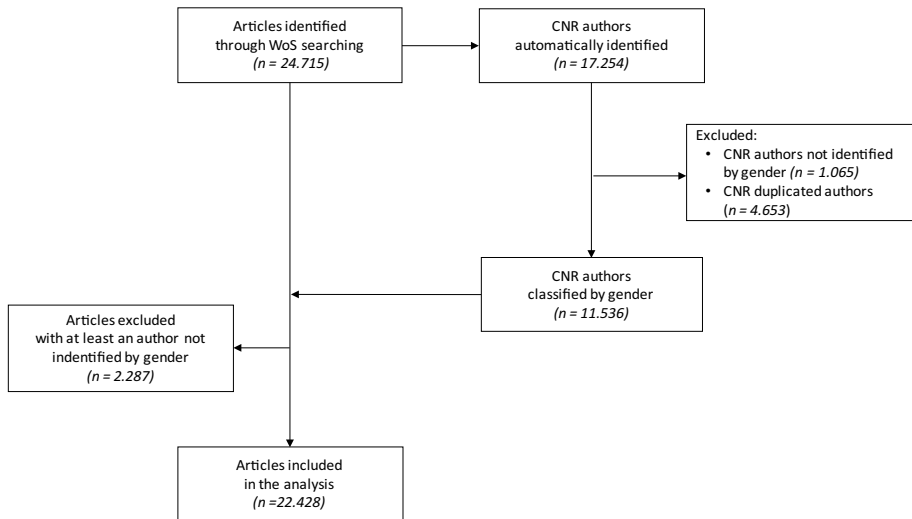 Articles identified
through WoS searching
(n = 24.715)
CNR authors
automatically identified
(n = 17.254)
Excluded:
• CNR authors not identified
by gender (n = 1.065)
• CNR duplicated authors
(n = 4.653)
CNR authors
classified by gender
(n = 11.536)
Articles excluded
with at least an author not
indentified by gender
(n = 2.287)
Articles included
in the analysis
(n =22.428)